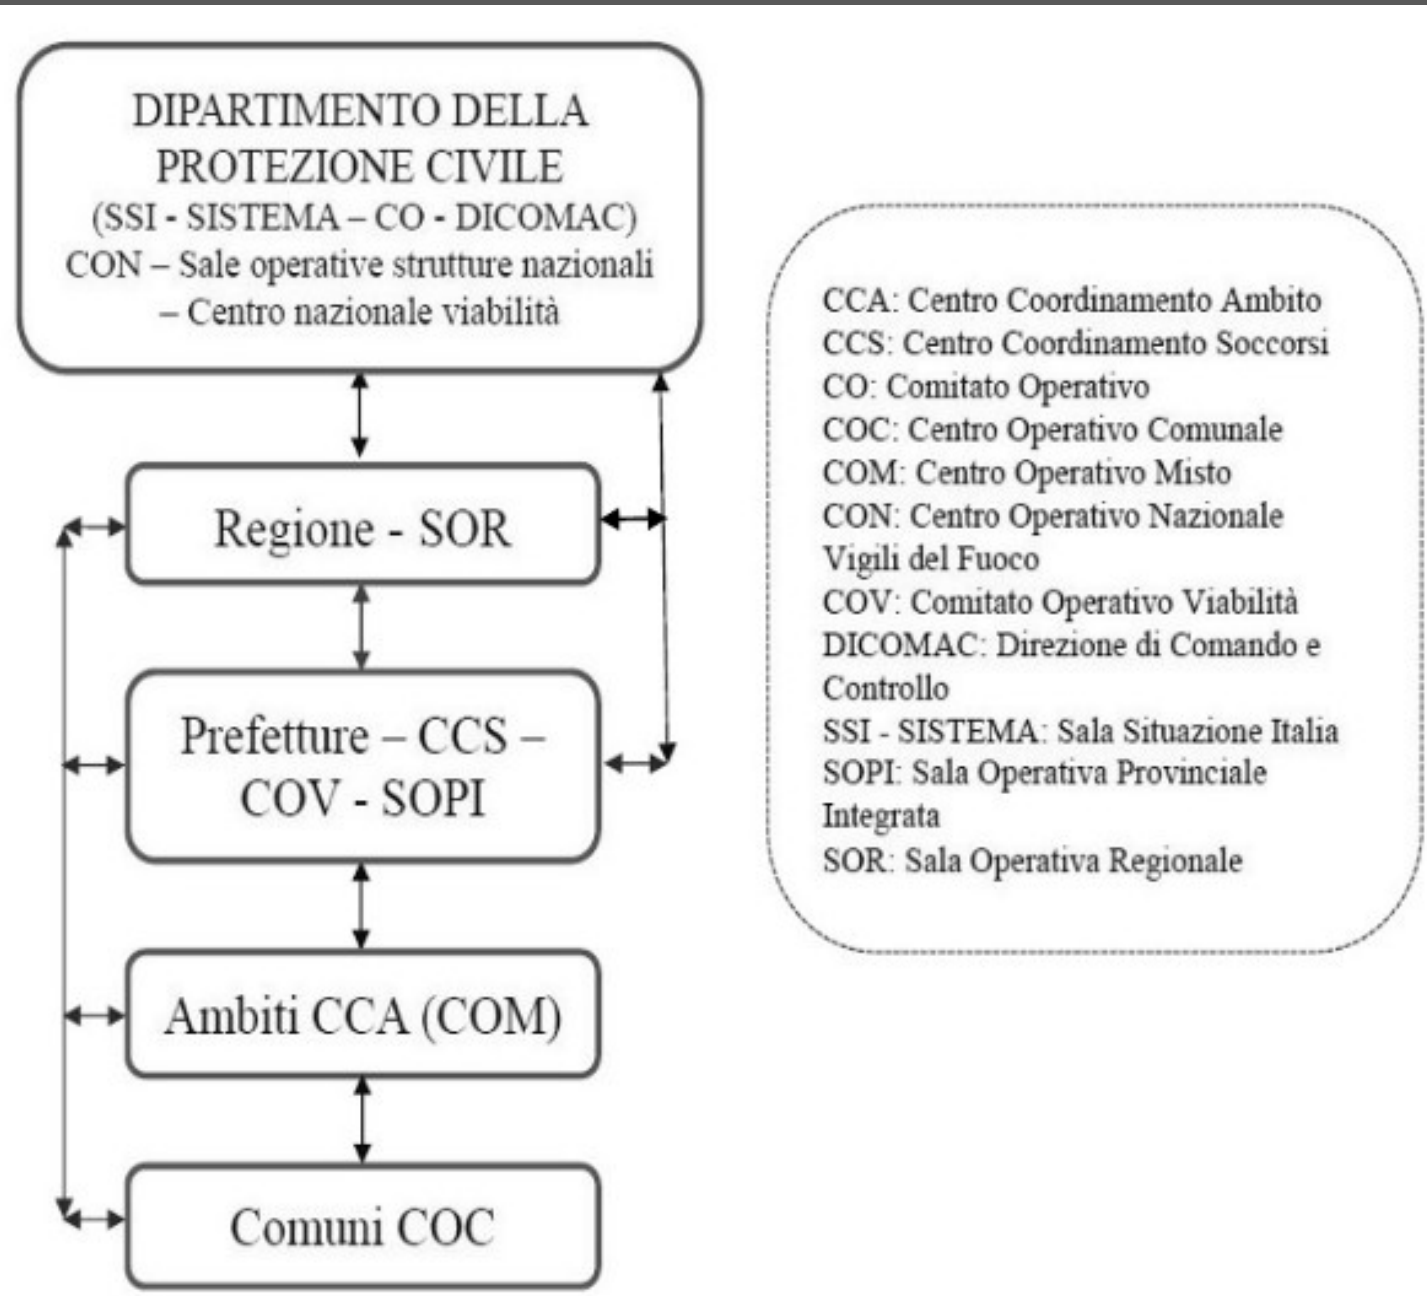 DIPARTIMENTO DELLA
PROTEZIONE CIVILE
(SSI - SISTEMA – CO - DICOMAC)
CON – Sale operative strutture nazionali
– Centro nazionale viabilità
Regione - SOR
Prefetture – CCS –
COV - SOPI
Ambiti CCA (COM)
Comuni COC
CCA: Centro Coordinamento Ambito
CCS: Centro Coordinamento Soccorsi
CO: Comitato Operativo
COC: Centro Operativo Comunale
COM: Centro Operativo Misto
CON: Centro Operativo Nazionale
Vigili del Fuoco
COV: Comitato Operativo Viabilità
DICOMAC: Direzione di Comando e
Controllo
SSI - SISTEMA: Sala Situazione Italia
SOPI: Sala Operativa Provinciale
Integrata
SOR: Sala Operativa Regionale